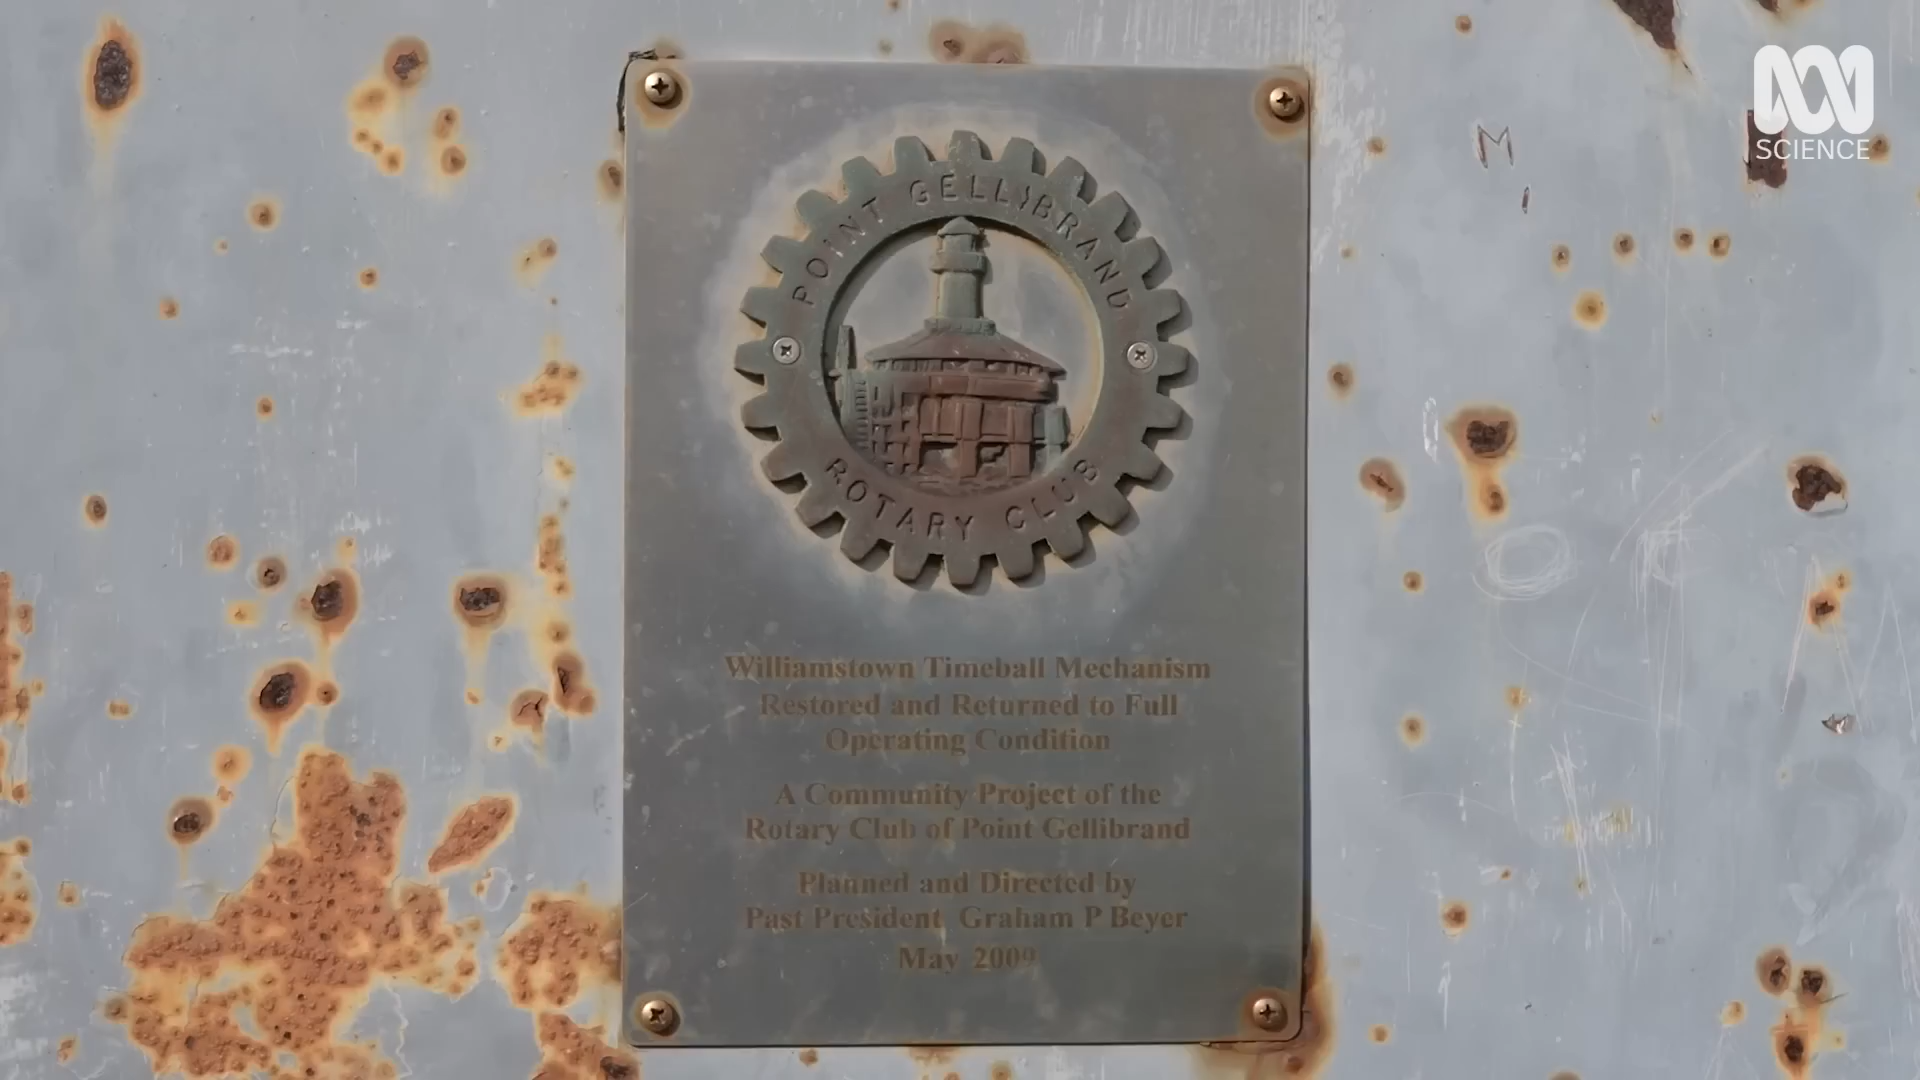 SCIENCE
M
POINT GELLYBRAND
ROTARY CLUB
Williamstown Timeball Mechanism
Restored and Returned to Full
Operating Condition
A Community Project of the
Rotary Club of Point Gellibrand
Planned and Directed by
Past President Graham P Beyer
May 2009